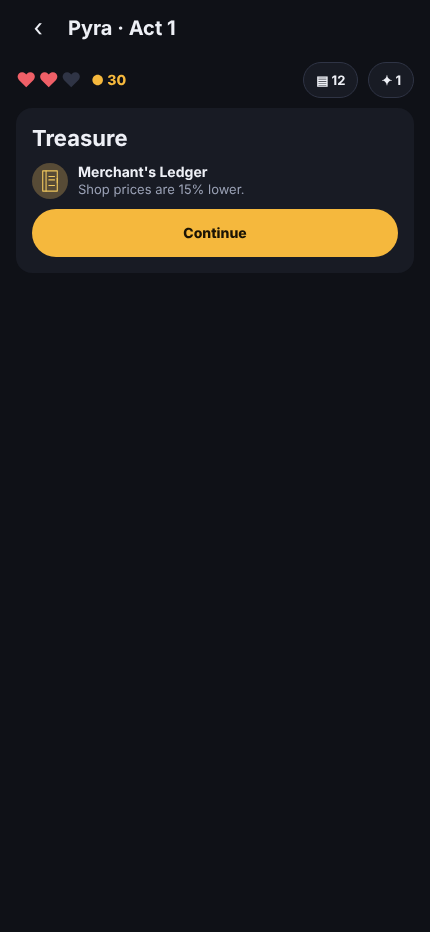 Pyra · Act 1
30
12
1
Treasure
Merchant's Ledger
Shop prices are 15% lower.
Continue